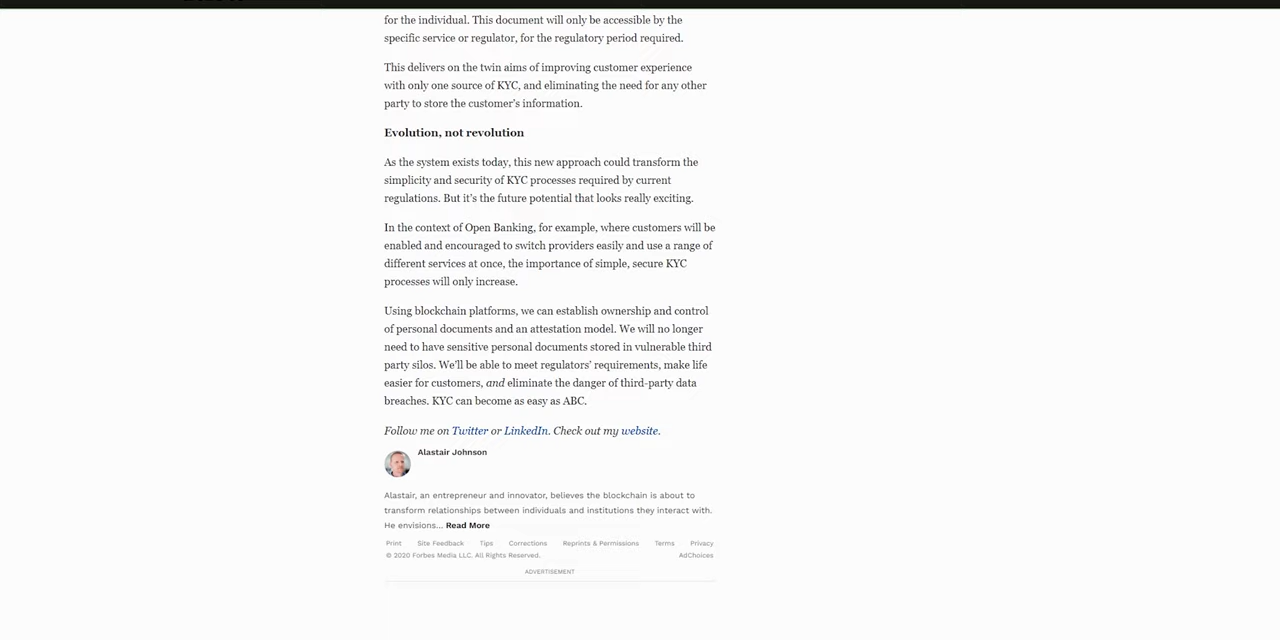 for the individual. This document will only be accessible by the
specific service or regulator, for the regulatory period required.
This delivers on the twin aims of improving customer experience
with only one source of KYC, and eliminating the need for any other
party to store the customer's information.
Evolution, not revolution
As the system exists today, this new approach could transform the
simplicity and security of KYC processes required by current
regulations. But it's the future potential that looks really exciting.
In the context of Open Banking, for example, where customers will be
enabled and encouraged to switch providers easily and use a range of
different services at once, the importance of simple, secure KYC
processes will only increase.
Using blockchain platforms, we can establish ownership and control
of personal documents and an attestation model. We will no longer
need to have sensitive personal documents stored in vulnerable third
party silos. We'll be able to meet regulators' requirements, make life
easier for customers, and eliminate the danger of third-party data
breaches. KYC can become as easy as ABC.
Follow me on Twitter or LinkedIn. Check out my website.
Alastair Johnson
Alastair, an entrepreneur and innovator, believes the blockchain is about to
transform relationships between individuals and institutions they interact with.
He envisions... Read More
Print Site Feedback Tips Corrections Reprints & Permissions Terms Privacy
© 2020 Forbes Media LLC. All Rights Reserved. AdChoices
ADVERTISEMENT